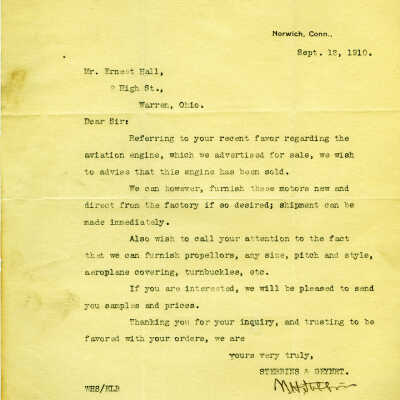 Norwich, Conn.,
Sept. 12, 1910.
Mr. Ernest Hall,
2 High St.,
Warren, Ohio.
Dear Sir:
Referring to your recent favor regarding the
aviation engine, which we advertised for sale, we wish
to advise that this engine has been sold.
We can however, furnish these motors new and
direct from the factory if so desired; shipment can be
made immediately.
Also wish to call your attention to the fact
that we can furnish propellors, any size, pitch and style,
aeroplane covering, turnbuckles, etc.
If you are interested, we will be pleased to send
you samples and prices.
Thanking you for your inquiry, and trusting to be
favored with your orders, we are
yours very truly,
STEBBINS & GEYNET.
WHS/ELB